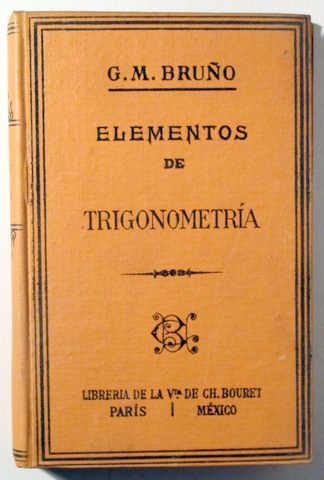 G. M. BRUÑO
ELEMENTOS
DE
TRIGONOMETRÍA
LIBRERIA DE LA Vda. DE CH. BOURET
PARÍS | MÉXICO